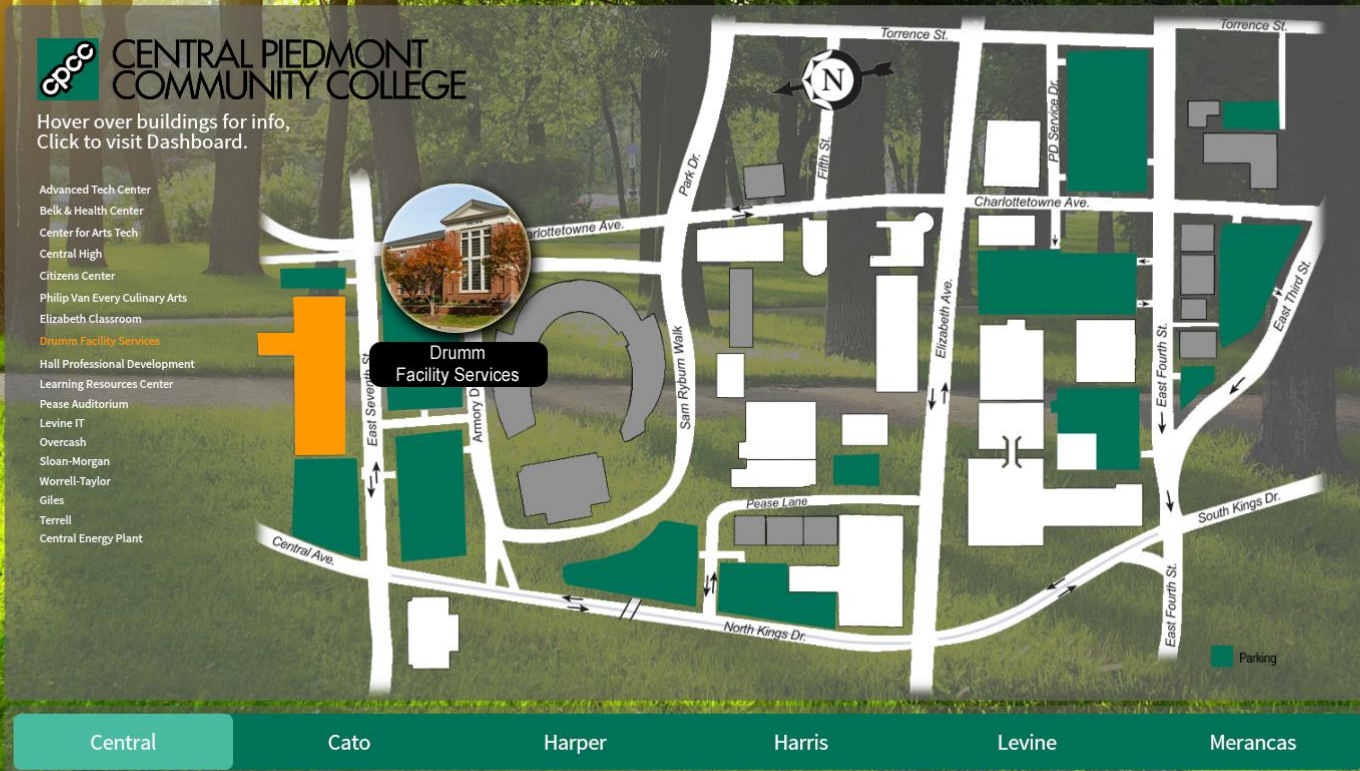 cpcc
CENTRAL PIEDMONT
COMMUNITY COLLEGE
Hover over buildings for info,
Click to visit Dashboard.
Advanced Tech Center
Belk & Health Center
Center for Arts Tech
Central High
Citizens Center
Philip Van Every Culinary Arts
Elizabeth Classroom
Drumm Facility Services
Hall Professional Development
Learning Resources Center
Pease Auditorium
Levine IT
Overcash
Sloan-Morgan
Worrell-Taylor
Giles
Terrell
Central Energy Plant
Torrence St.
Torrence St.
N
Park Dr.
Fifth St.
PD Service Dr.
Charlottetowne Ave.
arlottetowne Ave.
East Third St.
Elizabeth Ave.
Drumm
Facility Services
East Seventh St.
Armory D
Sam Ryburn Walk
East Fourth St.
Pease Lane
South Kings Dr.
Central Ave.
North Kings Dr.
East Fourth St.
Parking
Central
Cato
Harper
Harris
Levine
Merancas